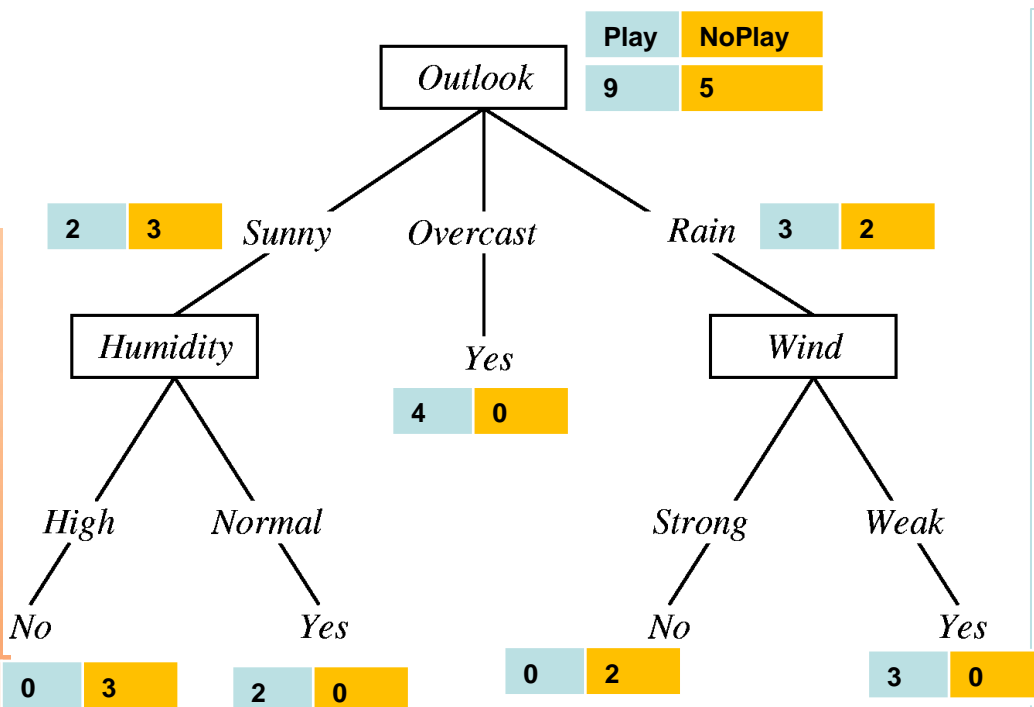 Play NoPlay
Outlook 9 5
2 3 Sunny Overcast Rain 3 2
Humidity Yes Wind
4 0
High Normal Strong Weak
No Yes No Yes
0 3 2 0 0 2 3 0